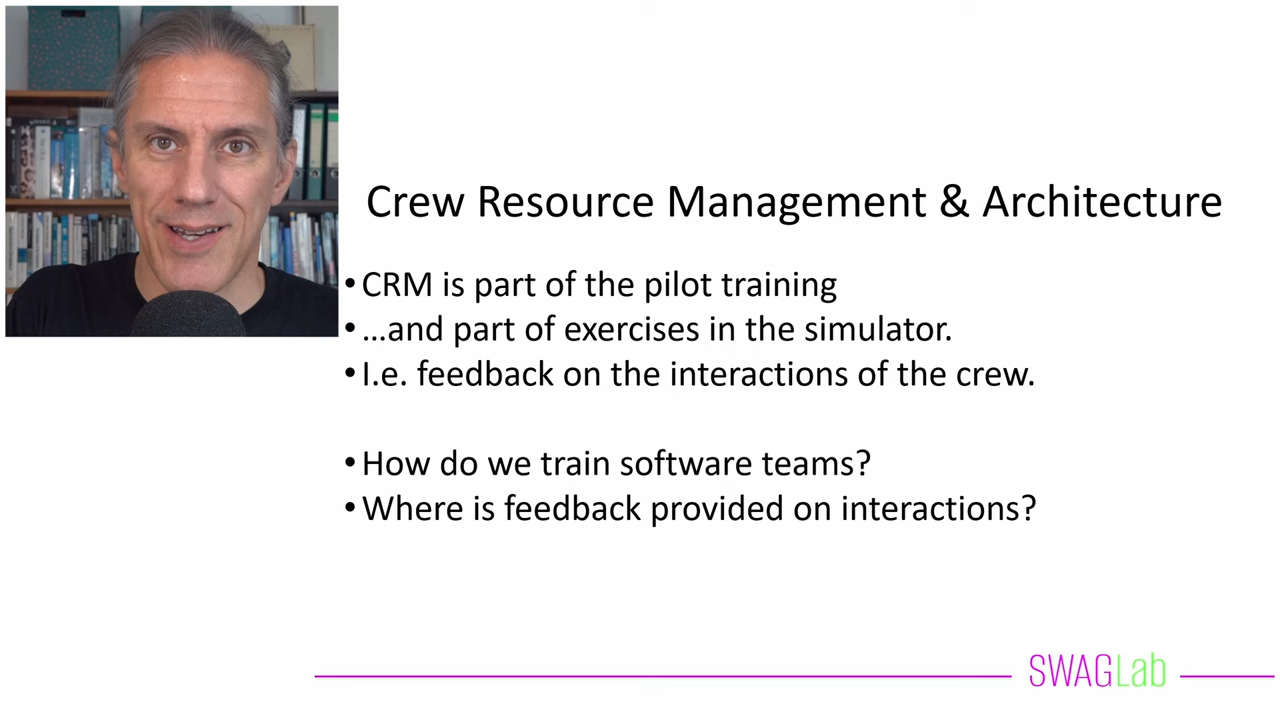 Crew Resource Management & Architecture
•CRM is part of the pilot training
•…and part of exercises in the simulator.
•I.e. feedback on the interactions of the crew.
•How do we train software teams?
•Where is feedback provided on interactions?
SWAGLab